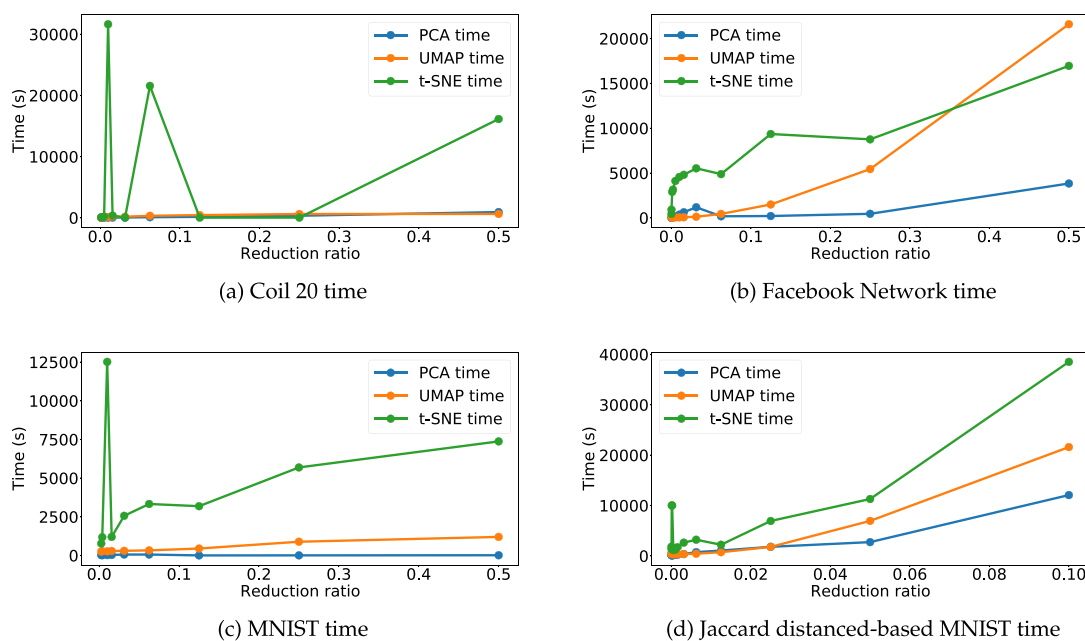 30000
20000
10000
0
Time (s)
PCA time
UMAP time
t-SNE time
0.0 0.1 0.2 0.3 0.4 0.5
Reduction ratio
(a) Coil 20 time
20000
15000
10000
5000
0
Time (s)
PCA time
UMAP time
t-SNE time
0.0 0.1 0.2 0.3 0.4 0.5
Reduction ratio
(b) Facebook Network time
12500
10000
7500
5000
2500
0
Time (s)
PCA time
UMAP time
t-SNE time
0.0 0.1 0.2 0.3 0.4 0.5
Reduction ratio
(c) MNIST time
40000
30000
20000
10000
0
Time (s)
PCA time
UMAP time
t-SNE time
0.00 0.02 0.04 0.06 0.08 0.10
Reduction ratio
(d) Jaccard distanced-based MNIST time